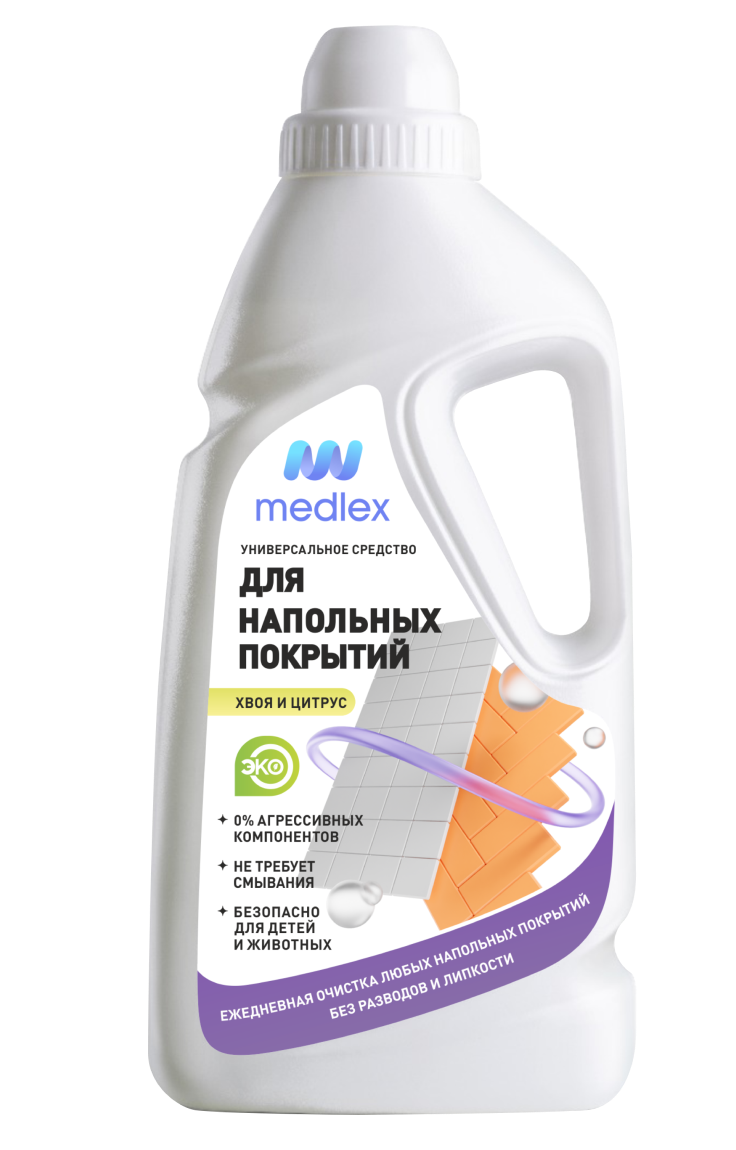 medlex
УНИВЕРСАЛЬНОЕ СРЕДСТВО
ДЛЯ
НАПОЛЬНЫХ
ПОКРЫТИЙ
ХВОЯ И ЦИТРУС
ЭКО
0% АГРЕССИВНЫХ
КОМПОНЕНТОВ
НЕ ТРЕБУЕТ
СМЫВАНИЯ
БЕЗОПАСНО
ДЛЯ ДЕТЕЙ
И ЖИВОТНЫХ
ЕЖЕДНЕВНАЯ ОЧИСТКА ЛЮБЫХ НАПОЛЬНЫХ ПОКРЫТИЙ
БЕЗ РАЗВОДОВ И ЛИПКОСТИ